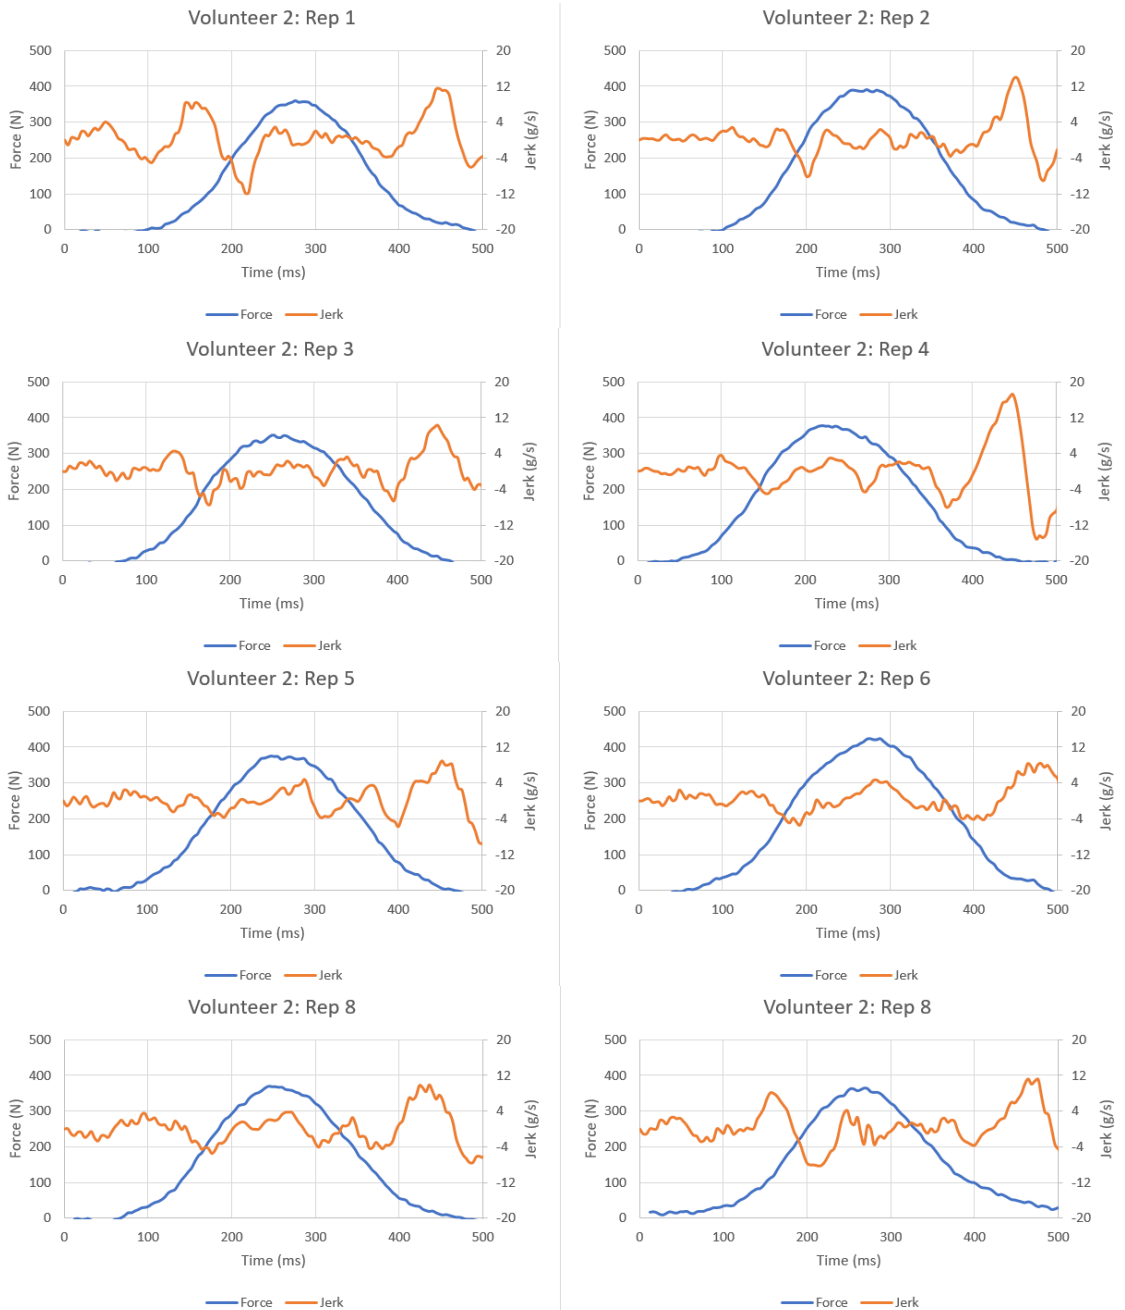 Volunteer 2: Rep 1
500
400
300
200
100
0
Force (N)
20
12
4
-4
-12
-20
Jerk (g/s)
0 100 200 300 400 500
Time (ms)
Force Jerk
Volunteer 2: Rep 2
500
400
300
200
100
0
Force (N)
20
12
4
-4
-12
-20
Jerk (g/s)
0 100 200 300 400 500
Time (ms)
Force Jerk
Volunteer 2: Rep 3
500
400
300
200
100
0
Force (N)
20
12
4
-4
-12
-20
Jerk (g/s)
0 100 200 300 400 500
Time (ms)
Force Jerk
Volunteer 2: Rep 4
500
400
300
200
100
0
Force (N)
20
12
4
-4
-12
-20
Jerk (g/s)
0 100 200 300 400 500
Time (ms)
Force Jerk
Volunteer 2: Rep 5
500
400
300
200
100
0
Force (N)
20
12
4
-4
-12
-20
Jerk (g/s)
0 100 200 300 400 500
Time (ms)
Force Jerk
Volunteer 2: Rep 6
500
400
300
200
100
0
Force (N)
20
12
4
-4
-12
-20
Jerk (g/s)
0 100 200 300 400 500
Time (ms)
Force Jerk
Volunteer 2: Rep 8
500
400
300
200
100
0
Force (N)
20
12
4
-4
-12
-20
Jerk (g/s)
0 100 200 300 400 500
Time (ms)
Force Jerk
Volunteer 2: Rep 8
500
400
300
200
100
0
Force (N)
20
12
4
-4
-12
-20
Jerk (g/s)
0 100 200 300 400 500
Time (ms)
Force Jerk